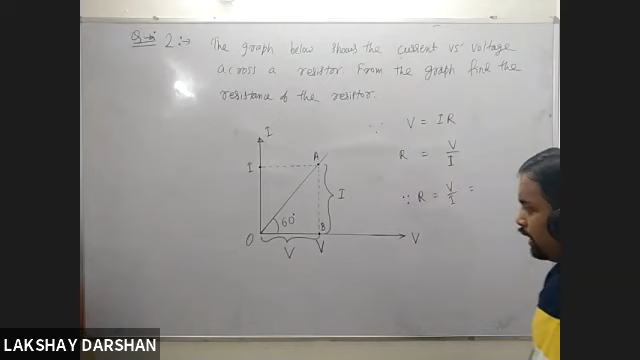 Q.No 2:→ The graph below shows the current vs' voltage
across a resistor. From the graph find the
resistance of the resistor.
∵ V = IR
R = V/I
∵ R = V/I =
I
I
A
I
60°
O
B
V
V
V
LAKSHAY DARSHAN